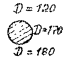 D = 120
D=170
D = 180